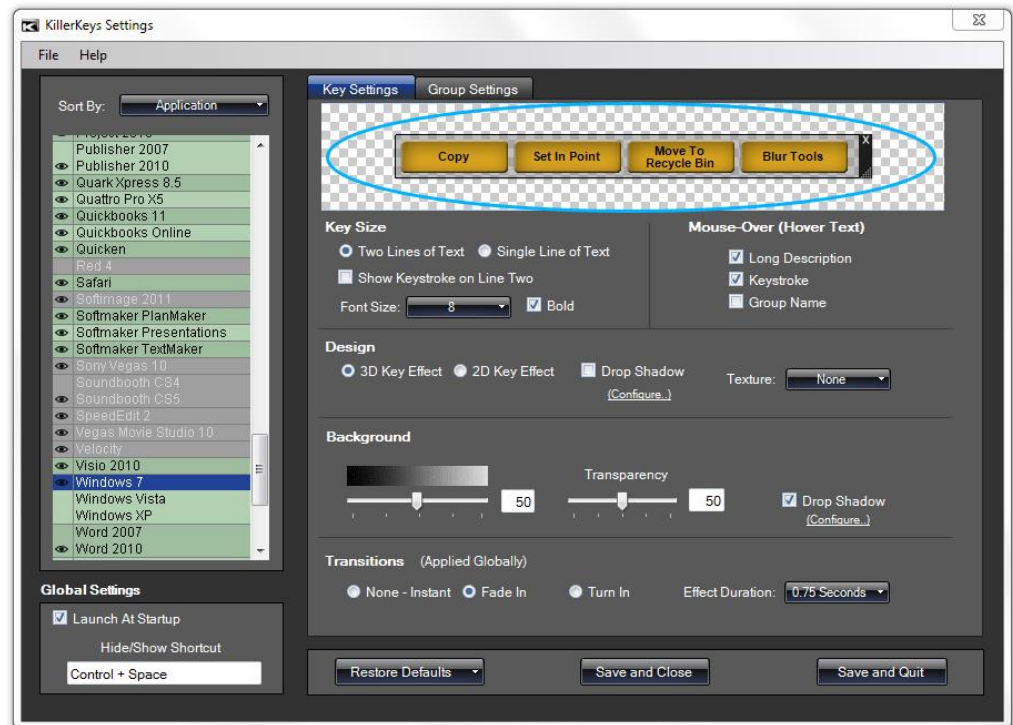 KillerKeys Settings
File Help
Sort By: Application
Publisher 2007
Publisher 2010
Quark Xpress 8.5
Quattro Pro X5
Quickbooks 11
Quickbooks Online
Quicken
Red 4
Safari
Softimage 2011
Softmaker PlanMaker
Softmaker Presentations
Softmaker TextMaker
Sony Vegas 10
Soundbooth CS4
Soundbooth CS5
SpeedEdit 2
Vegas Movie Studio 10
Velocity
Visio 2010
Windows 7
Windows Vista
Windows XP
Word 2007
Word 2010
Global Settings
Launch At Startup
Hide/Show Shortcut
Control + Space
Key Settings Group Settings
Copy
Set In Point
Move To
Recycle Bin
Blur Tools
X
Key Size
Two Lines of Text Single Line of Text
Show Keystroke on Line Two
Font Size: 8 Bold
Mouse-Over (Hover Text)
Long Description
Keystroke
Group Name
Design
3D Key Effect 2D Key Effect Drop Shadow
(Configure..)
Texture: None
Background
50
Transparency
50
Drop Shadow
(Configure..)
Transitions (Applied Globally)
None - Instant Fade In Turn In Effect Duration: 0.75 Seconds
Restore Defaults Save and Close Save and Quit